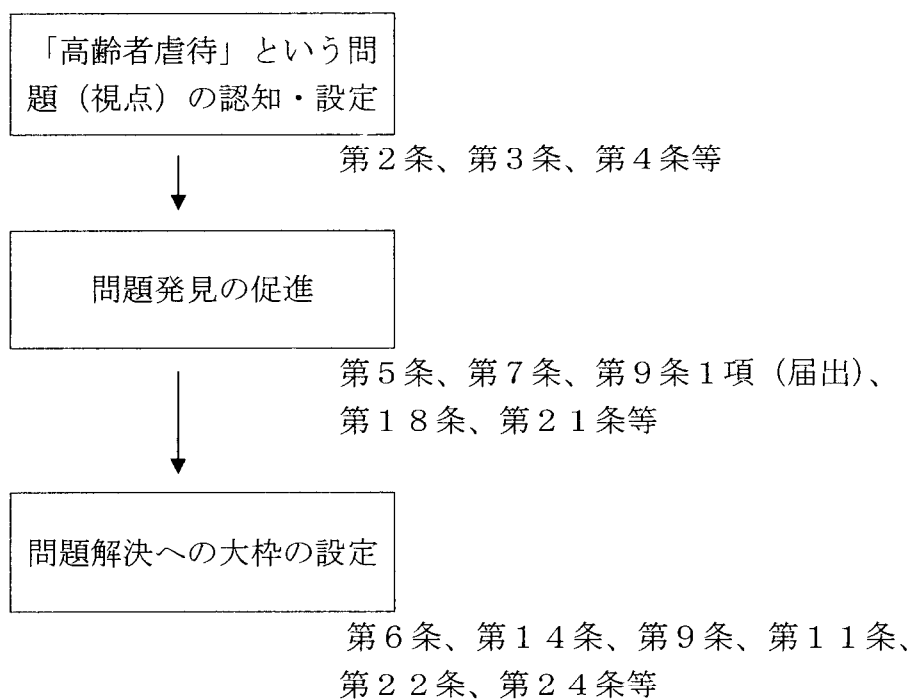 「高齢者虐待」という問
題（視点）の認知・設定
第２条、第３条、第４条等
問題発見の促進
第５条、第７条、第９条１項（届出）、
第１８条、第２１条等
問題解決への大枠の設定
第６条、第１４条、第９条、第１１条、
第２２条、第２４条等